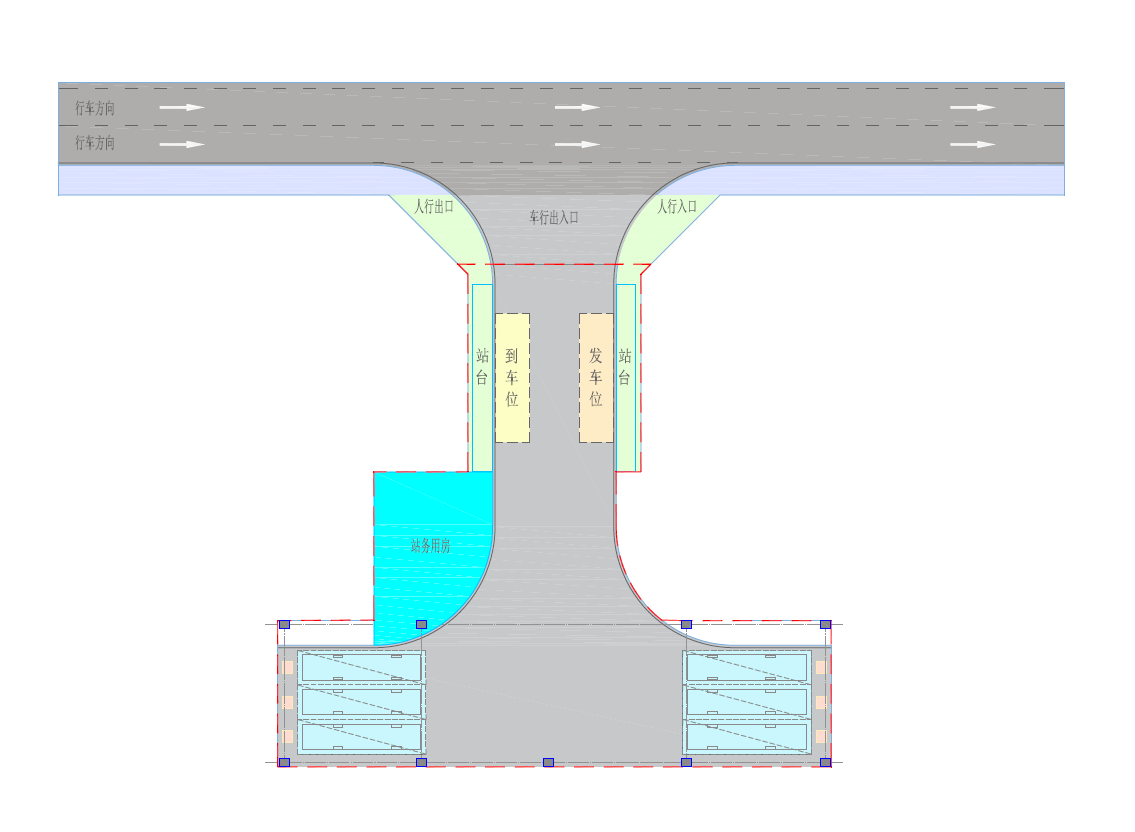 行车方向
行车方向
人行出口
车行出入口
人行入口
站台
到车位
发车位
站台
站务用房